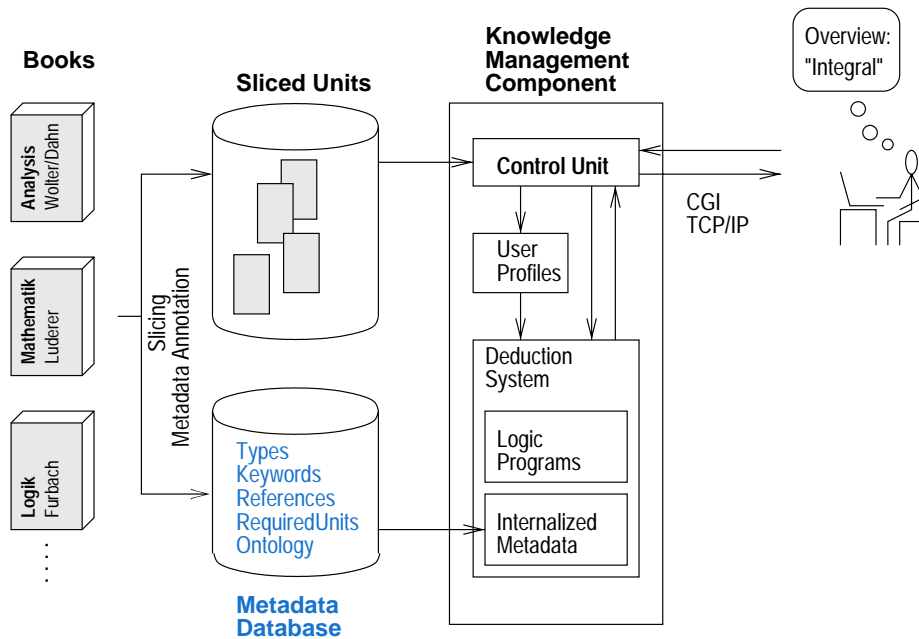 Books
Analysis
Wolter/Dahn
Mathematik
Luderer
Logik
Furbach
Slicing
Metadata Annotation
Sliced Units
Types
Keywords
References
RequiredUnits
Ontology
Metadata
Database
Knowledge
Management
Component
Control Unit
User
Profiles
Deduction
System
Logic
Programs
Internalized
Metadata
CGI
TCP/IP
Overview:
"Integral"